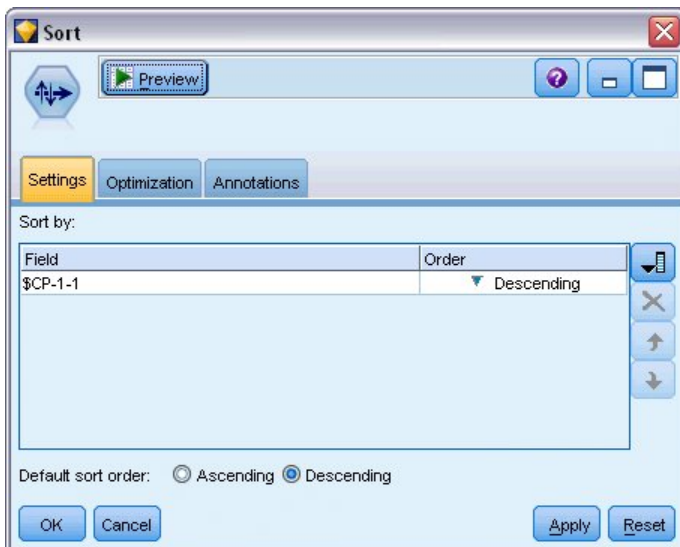 Sort
Preview
Settings Optimization Annotations
Sort by:
Field Order
$CP-1-1 Descending
Default sort order: Ascending Descending
OK Cancel Apply Reset